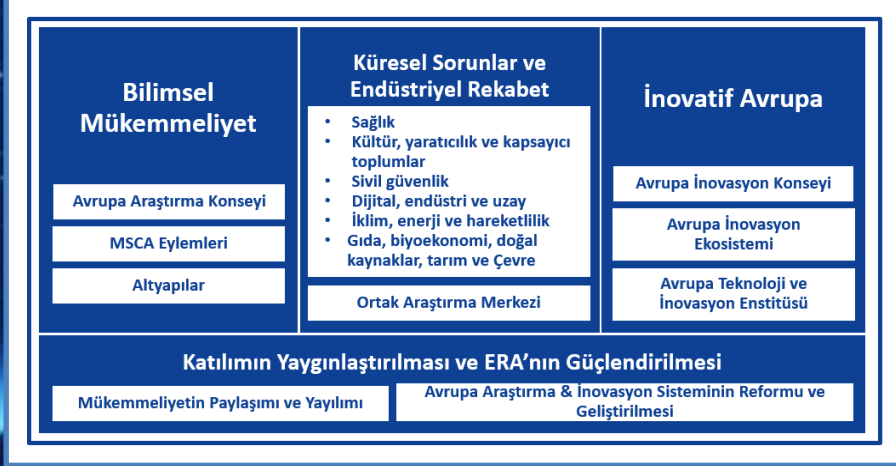 Bilimsel
Mükemmeliyet
Avrupa Araştırma Konseyi
MSCA Eylemleri
Altyapılar
Küresel Sorunlar ve
Endüstriyel Rekabet
• Sağlık
• Kültür, yaratıcılık ve kapsayıcı
toplumlar
• Sivil güvenlik
• Dijital, endüstri ve uzay
• İklim, enerji ve hareketlilik
• Gıda, biyoekonomi, doğal
kaynaklar, tarım ve Çevre
Ortak Araştırma Merkezi
İnovatif Avrupa
Avrupa İnovasyon Konseyi
Avrupa İnovasyon
Ekosistemi
Avrupa Teknoloji ve
İnovasyon Enstitüsü
Katılımın Yaygınlaştırılması ve ERA’nın Güçlendirilmesi
Mükemmeliyetin Paylaşımı ve Yayılımı
Avrupa Araştırma & İnovasyon Sisteminin Reformu ve
Geliştirilmesi